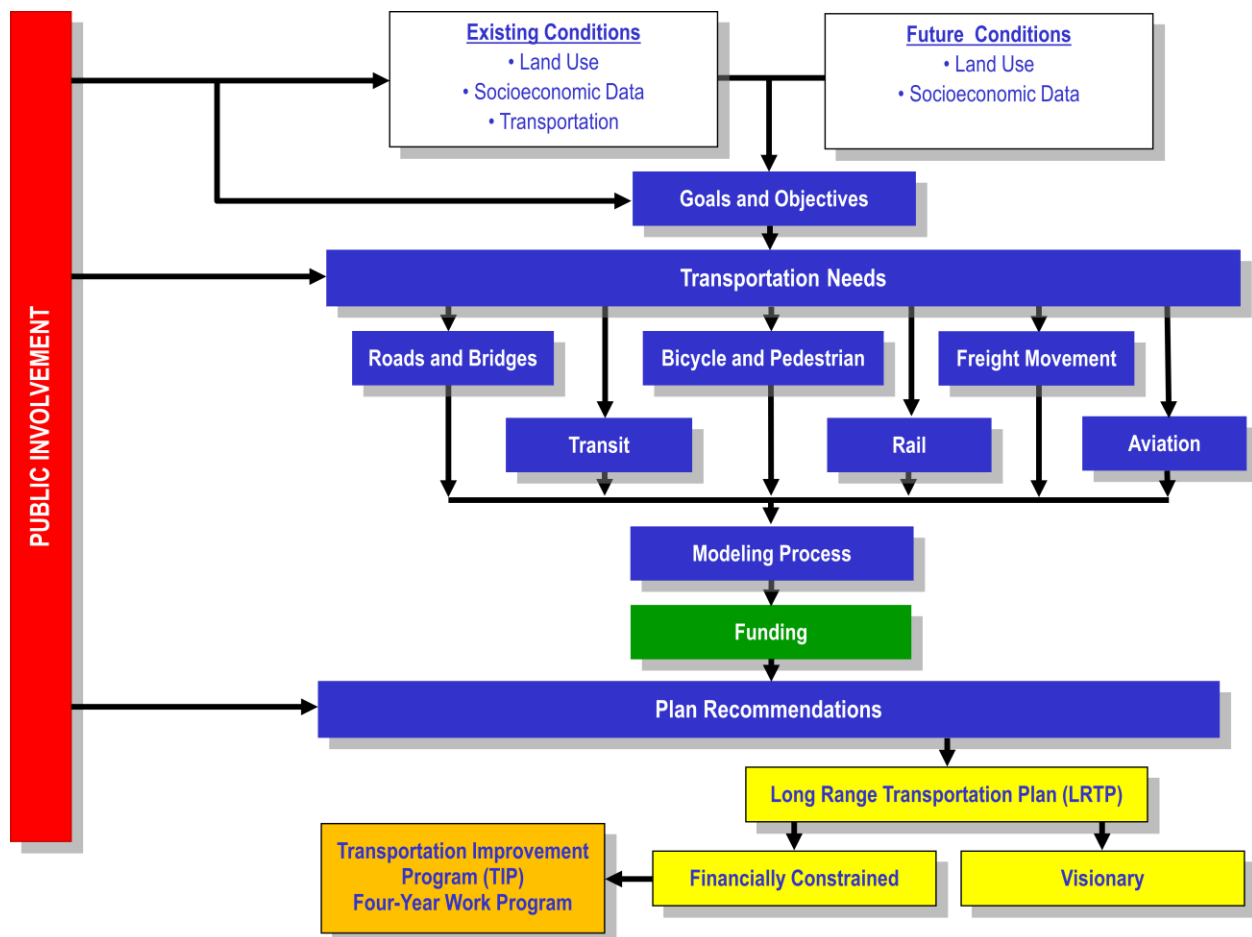 PUBLIC INVOLVEMENT
Existing Conditions
• Land Use
• Socioeconomic Data
• Transportation
Future Conditions
• Land Use
• Socioeconomic Data
Goals and Objectives
Transportation Needs
Roads and Bridges
Bicycle and Pedestrian
Freight Movement
Transit
Rail
Aviation
Modeling Process
Funding
Plan Recommendations
Long Range Transportation Plan (LRTP)
Transportation Improvement
Program (TIP)
Four-Year Work Program
Financially Constrained
Visionary